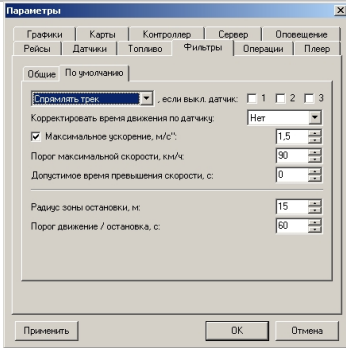 Параметры
Графики Карты Контроллер Сервер Оповещение
Рейсы Датчики Топливо Фильтры Операции Плеер
Общие По умолчанию
Спрямлять трек , если выкл. датчик: 1 2 3
Корректировать время движения по датчику: Нет
Максимальное ускорение, м/с": 1,5
Порог максимальной скорости, км/ч: 90
Допустимое время превышения скорости, с: 0
Радиус зоны остановки, м: 15
Порог движение / остановка, с: 60
Применить OK Отмена